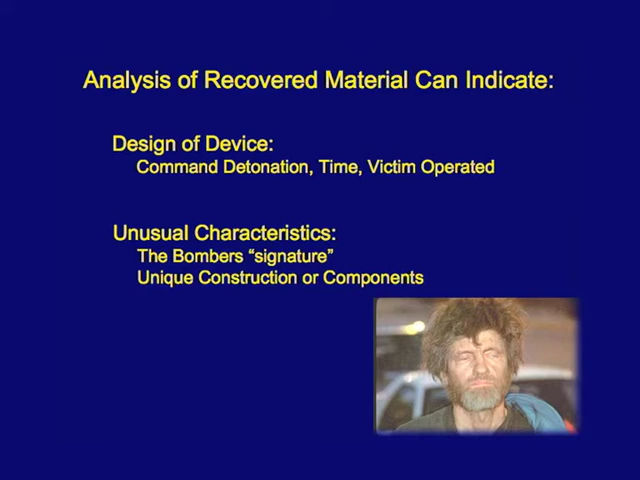 Analysis of Recovered Material Can Indicate:
Design of Device:
Command Detonation, Time, Victim Operated
Unusual Characteristics:
The Bombers “signature”
Unique Construction or Components